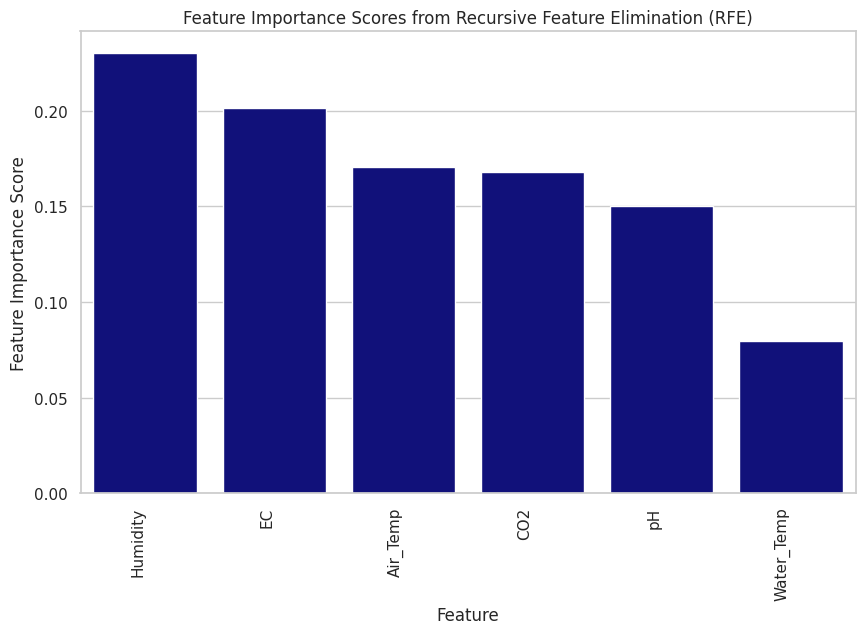 Feature Importance Scores from Recursive Feature Elimination (RFE)
Feature Importance Score
0.20
0.15
0.10
0.05
0.00
Humidity
EC
Air_Temp
CO2
pH
Water_Temp
Feature